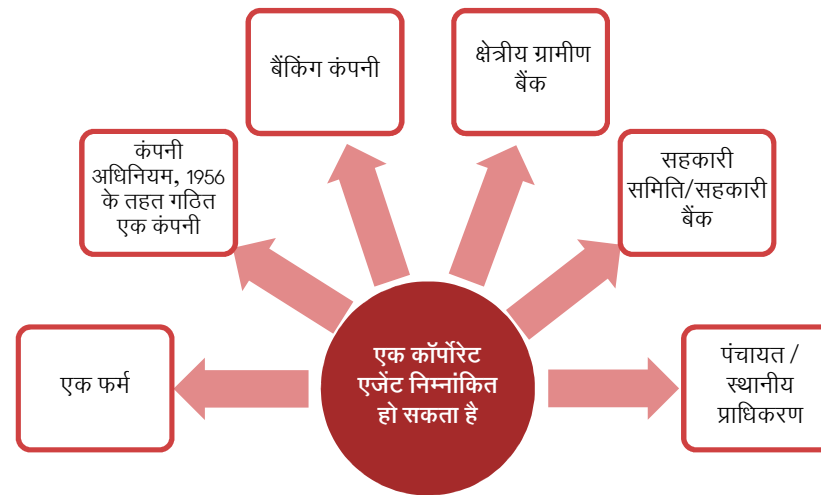 बैंकिंग कंपनी
क्षेत्रीय ग्रामीण
बैंक
कंपनी
अधिनियम, 1956
के तहत गठित
एक कंपनी
सहकारी
समिति/सहकारी
बैंक
एक फर्म
एक कॉर्पोरेट
एजेंट निम्नांकित
हो सकता है
पंचायत /
स्थानीय
प्राधिकरण